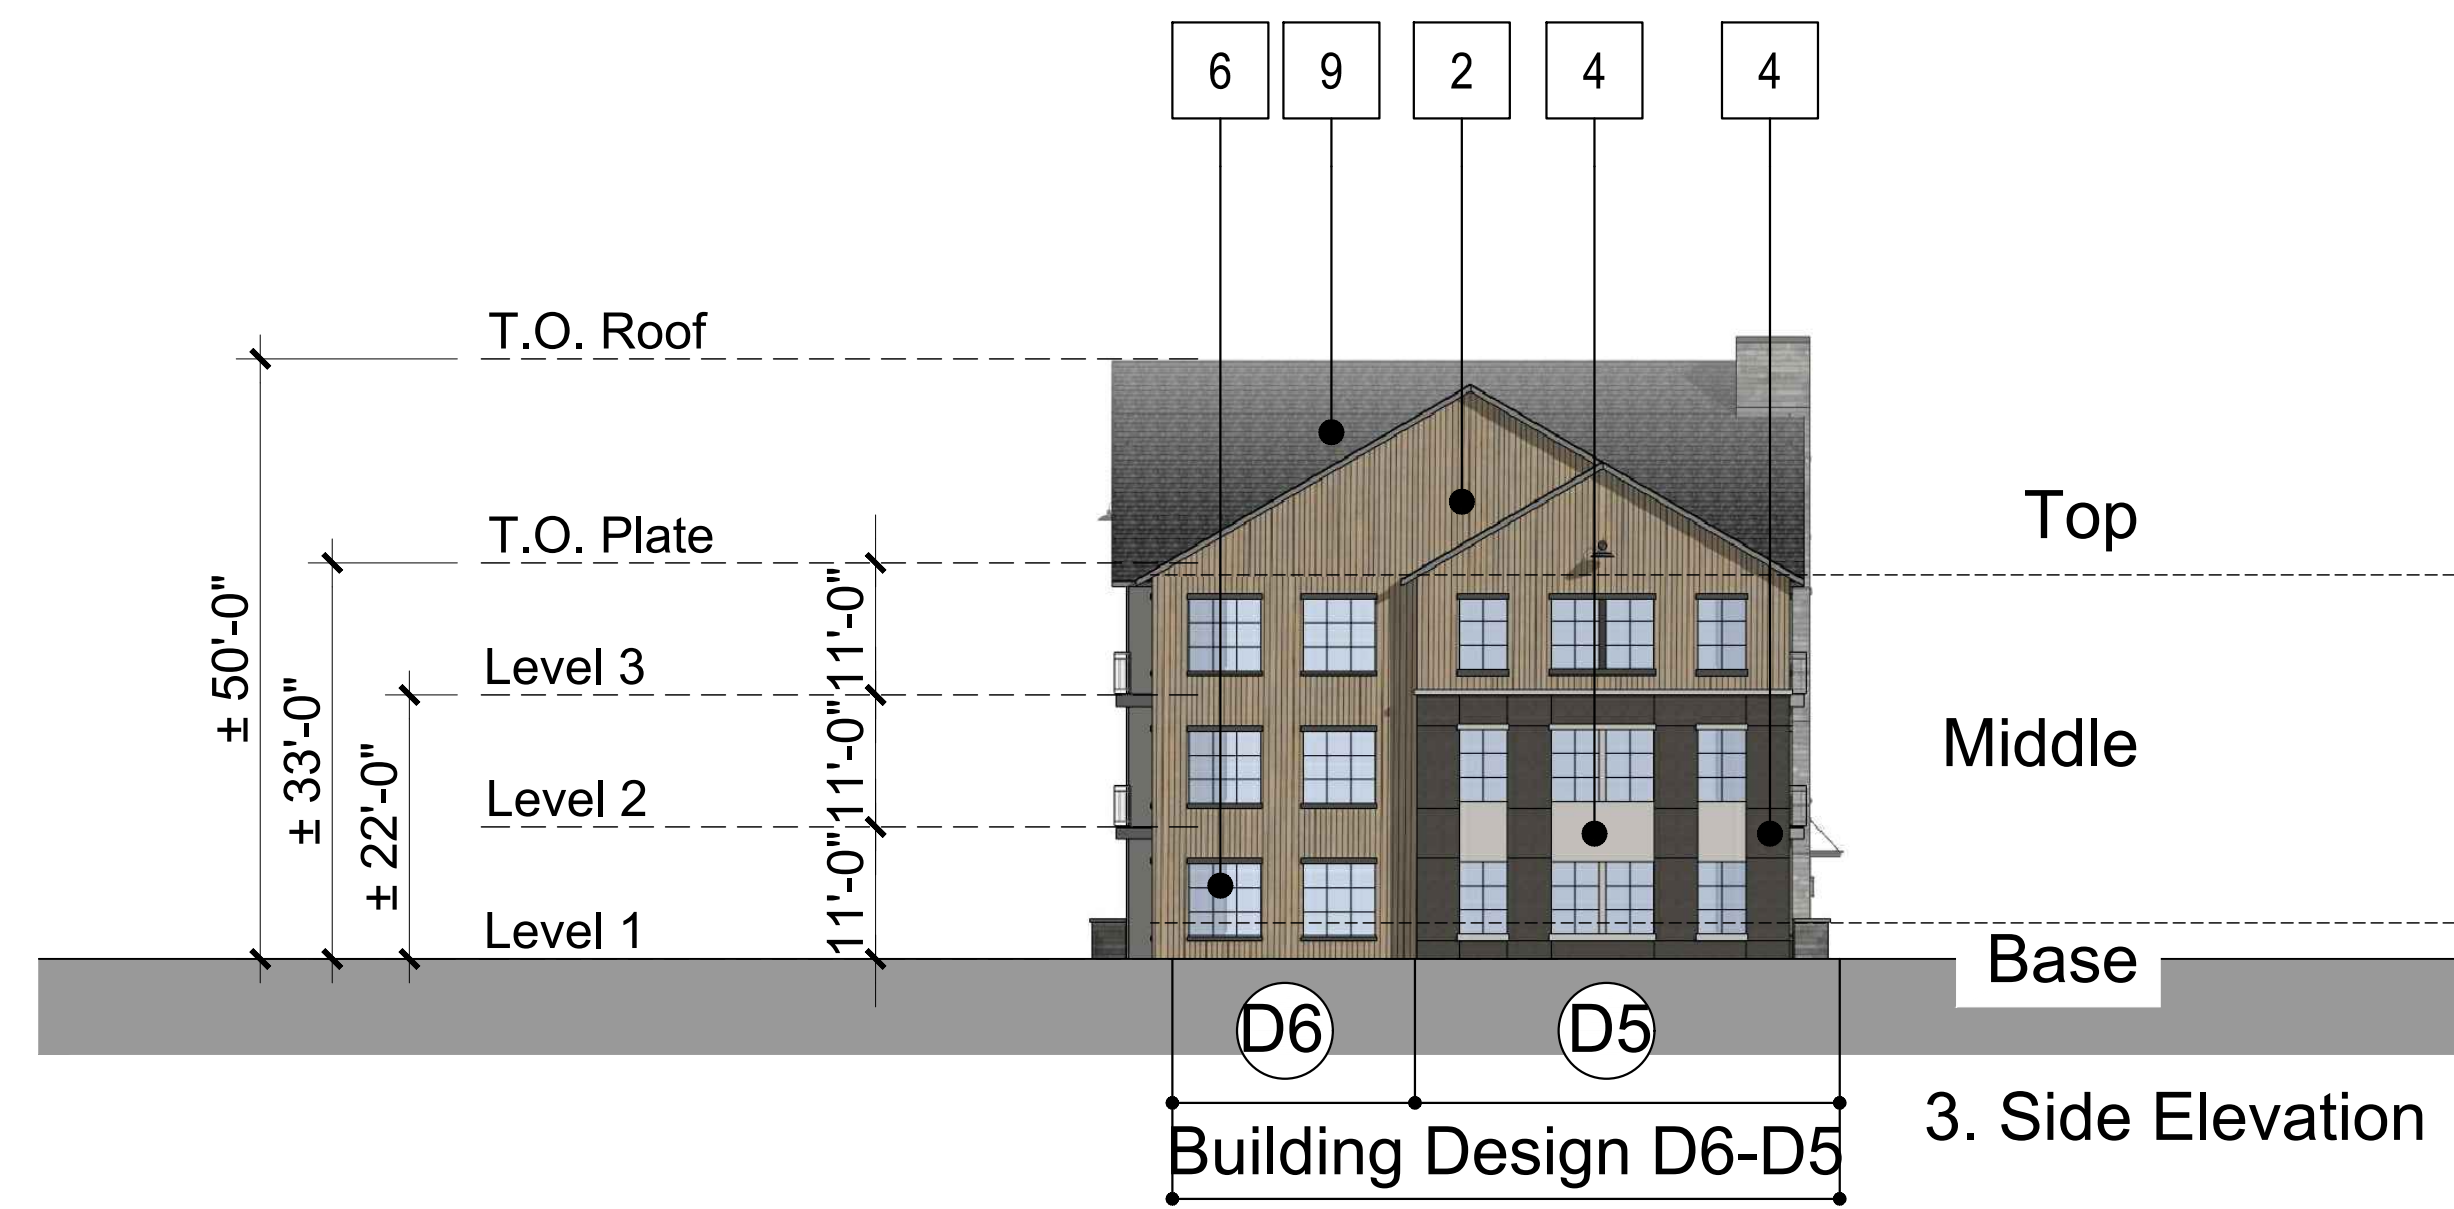 6 9 2 4 4
T.O. Roof
T.O. Plate
Top
± 50'-0"
± 33'-0"
± 22'-0"
11'-0"
11'-0"
11'-0"
Level 3
Middle
Level 2
Level 1
Base
D6 D5
3. Side Elevation
Building Design D6-D5